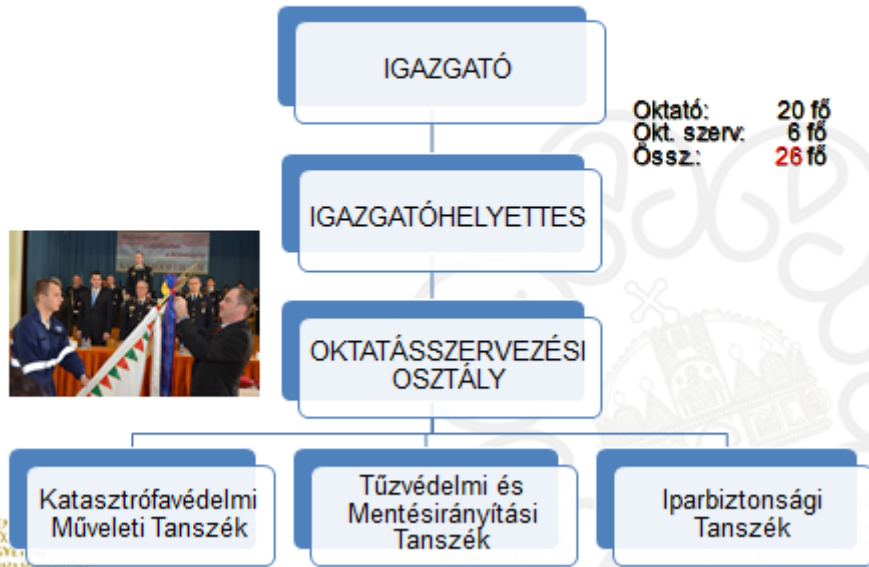 IGAZGATÓ
Oktató: 20 fő
Okt. szerv: 6 fő
Össz.: 26 fő
IGAZGATÓHELYETTES
OKTATÁSSZERVEZÉSI
OSZTÁLY
Katasztrófavédelmi
Műveleti Tanszék
Tűzvédelmi és
Mentésirányítási
Tanszék
Iparbiztonsági
Tanszék